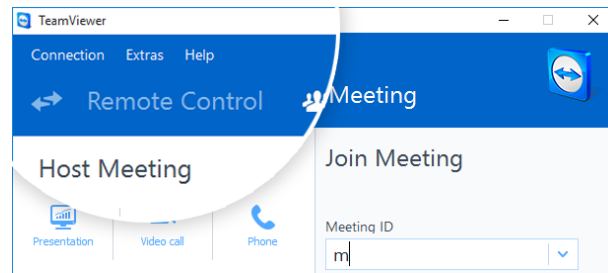 TeamViewer
Connection Extras Help
Remote Control Meeting
Host Meeting
Join Meeting
Presentation Video call Phone
Meeting ID
m